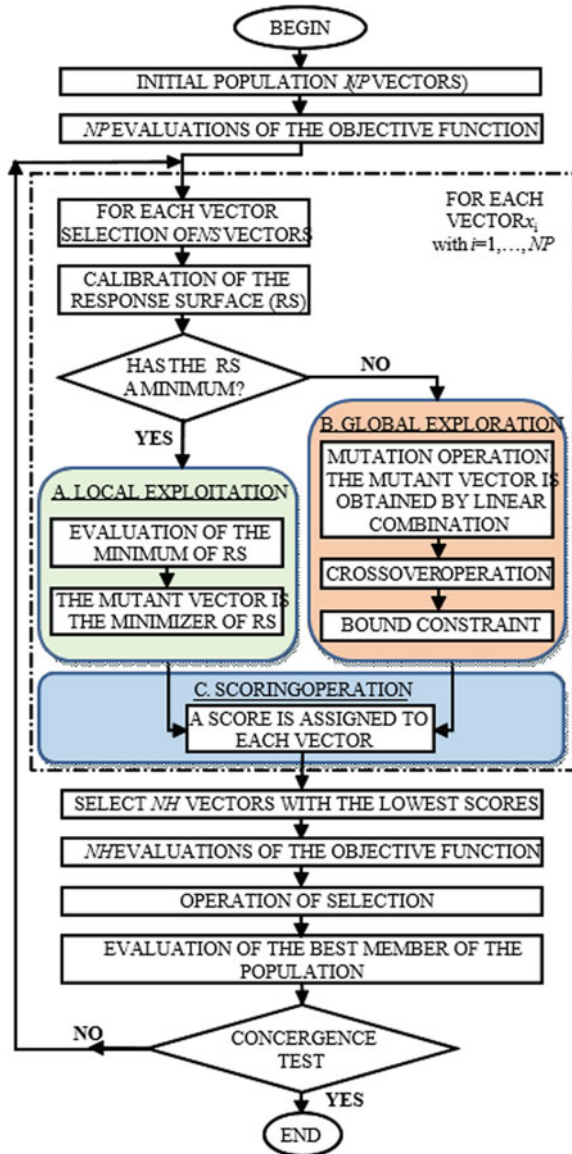 BEGIN
INITIAL POPULATION (NP VECTORS)
NP EVALUATIONS OF THE OBJECTIVE FUNCTION
FOR EACH
VECTOR xi
with i=1,…, NP
FOR EACH VECTOR
SELECTION OF NS VECTORS
CALIBRATION OF THE
RESPONSE SURFACE (RS)
HAS THE RS
A MINIMUM?
NO
YES
A. LOCAL EXPLOITATION
EVALUATION OF THE
MINIMUM OF RS
THE MUTANT VECTOR IS
THE MINIMIZER OF RS
B. GLOBAL EXPLORATION
MUTATION OPERATION:
THE MUTANT VECTOR IS
OBTAINED BY LINEAR
COMBINATION
CROSSOVER OPERATION
BOUND CONSTRAINT
C. SCORING OPERATION
A SCORE IS ASSIGNED TO
EACH VECTOR
SELECT NH VECTORS WITH THE LOWEST SCORES
NH EVALUATIONS OF THE OBJECTIVE FUNCTION
OPERATION OF SELECTION
EVALUATION OF THE BEST MEMBER OF THE
POPULATION
NO
CONCERGENCE
TEST
YES
END